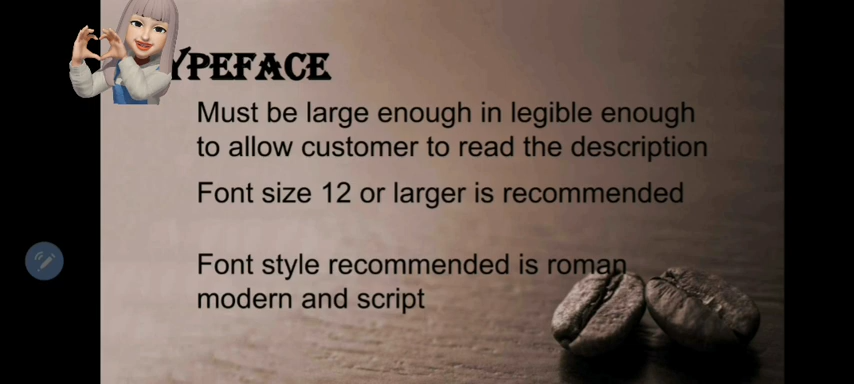 YPEFACE
Must be large enough in legible enough
to allow customer to read the description
Font size 12 or larger is recommended
Font style recommended is roman
modern and script